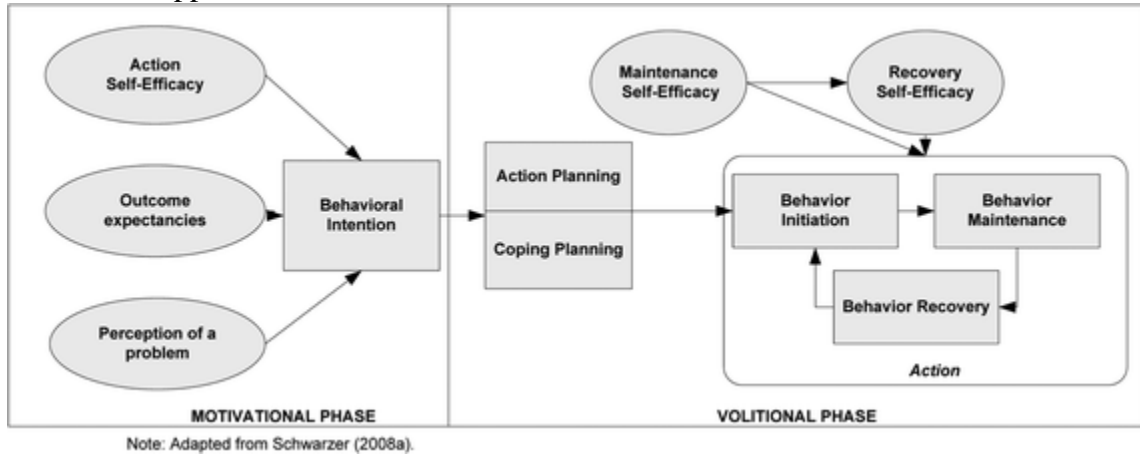 Action
Self-Efficacy
Outcome
expectancies
Perception of a
problem
Behavioral
Intention
MOTIVATIONAL PHASE
Maintenance
Self-Efficacy
Recovery
Self-Efficacy
Action Planning
Coping Planning
Behavior
Initiation
Behavior
Maintenance
Behavior Recovery
Action
VOLITIONAL PHASE
Note: Adapted from Schwarzer (2008a).